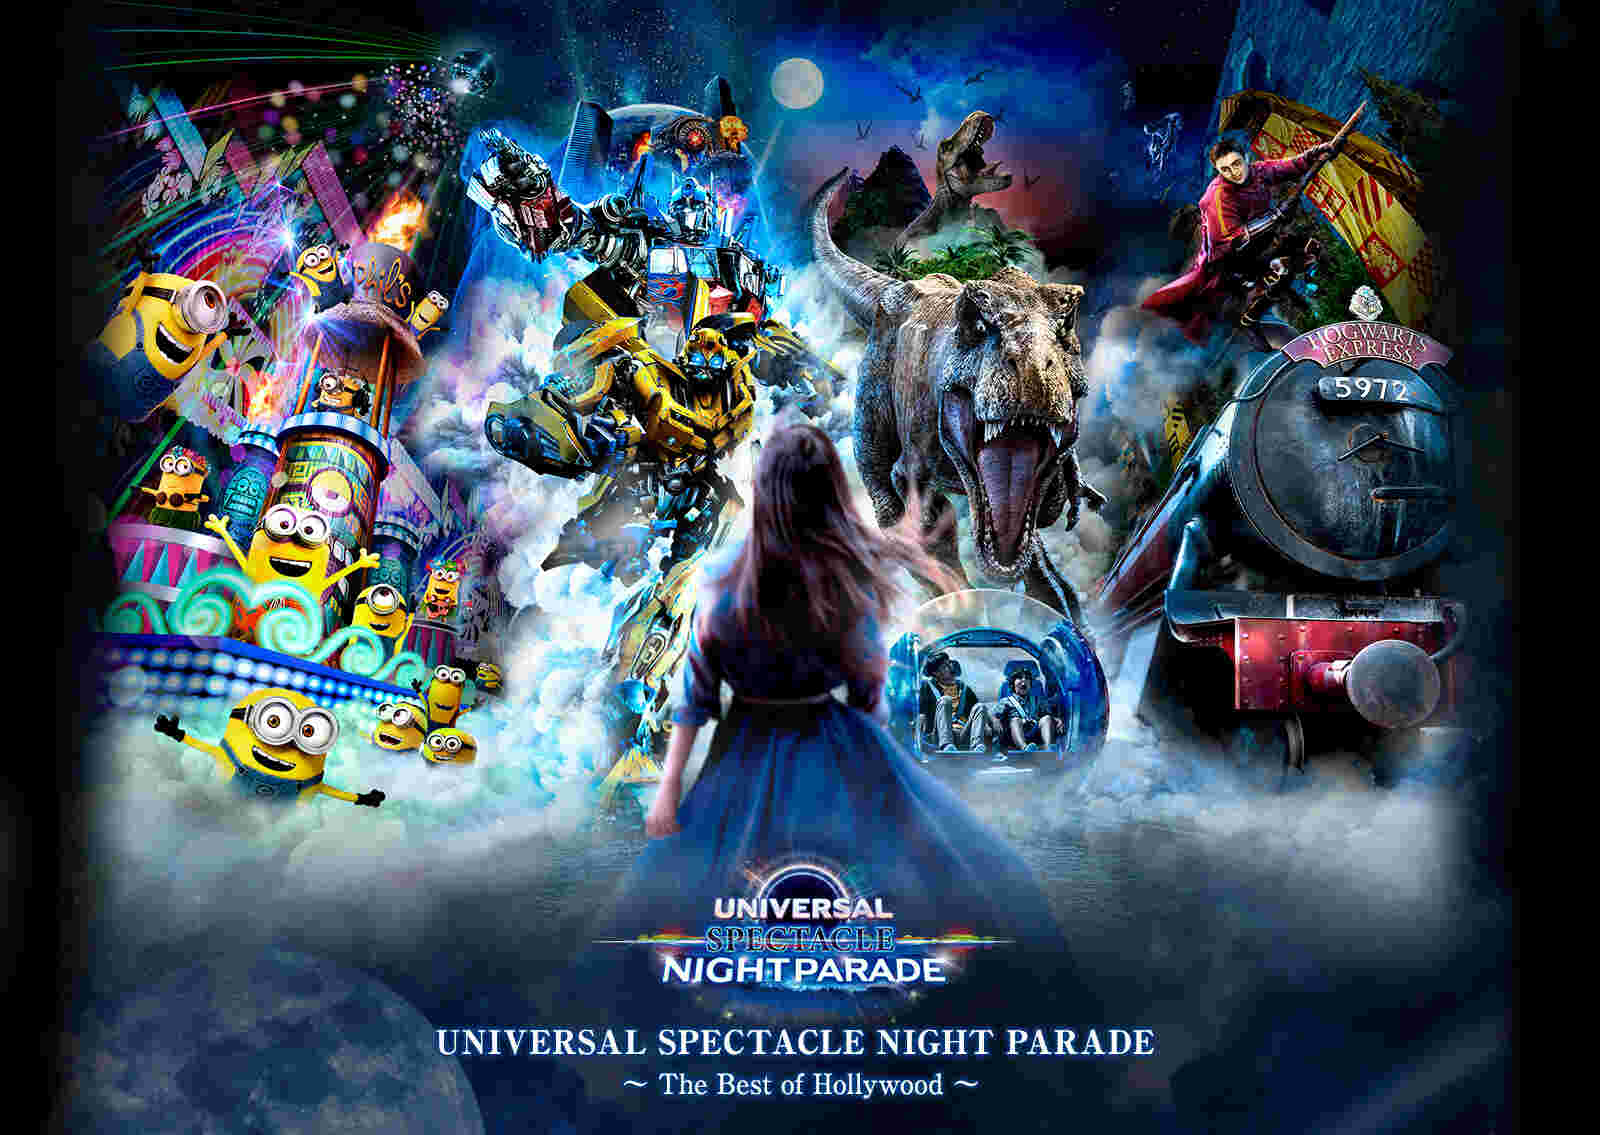 Phil's
HOGWARTS
EXPRESS
5972
UNIVERSAL
SPECTACLE
NIGHT PARADE
UNIVERSAL SPECTACLE NIGHT PARADE
～ The Best of Hollywood ～